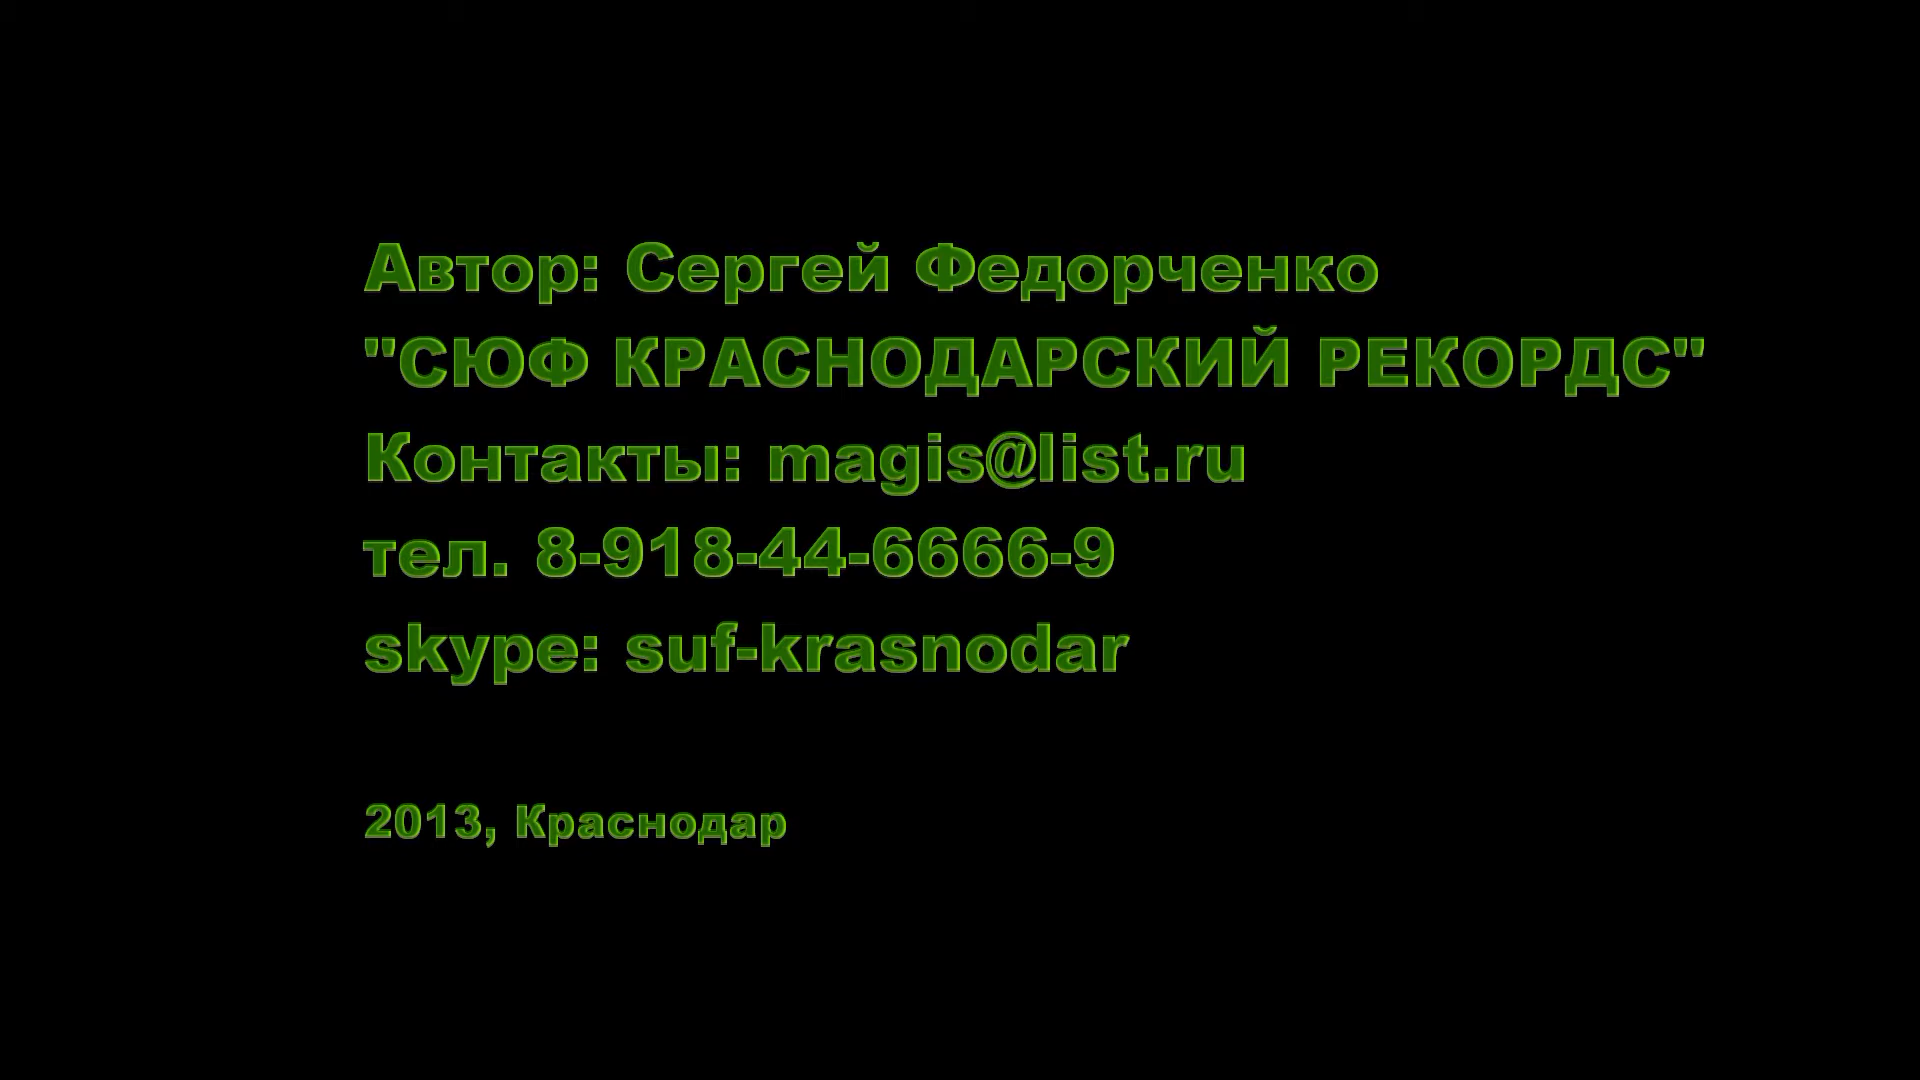 Автор: Сергей Федорченко
"СЮФ КРАСНОДАРСКИЙ РЕКОРДС"
Контакты: magis@list.ru
тел. 8-918-44-6666-9
skype: suf-krasnodar
2013, Краснодар